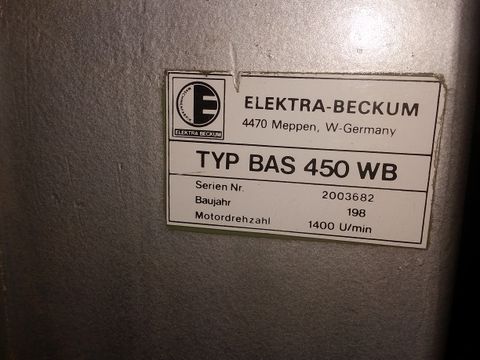 ELEKTRA BECKUM
ELEKTRA-BECKUM
4470 Meppen, W-Germany
TYP BAS 450 WB
Serien Nr. 2003682
Baujahr 198
Motordrehzahl 1400 U/min